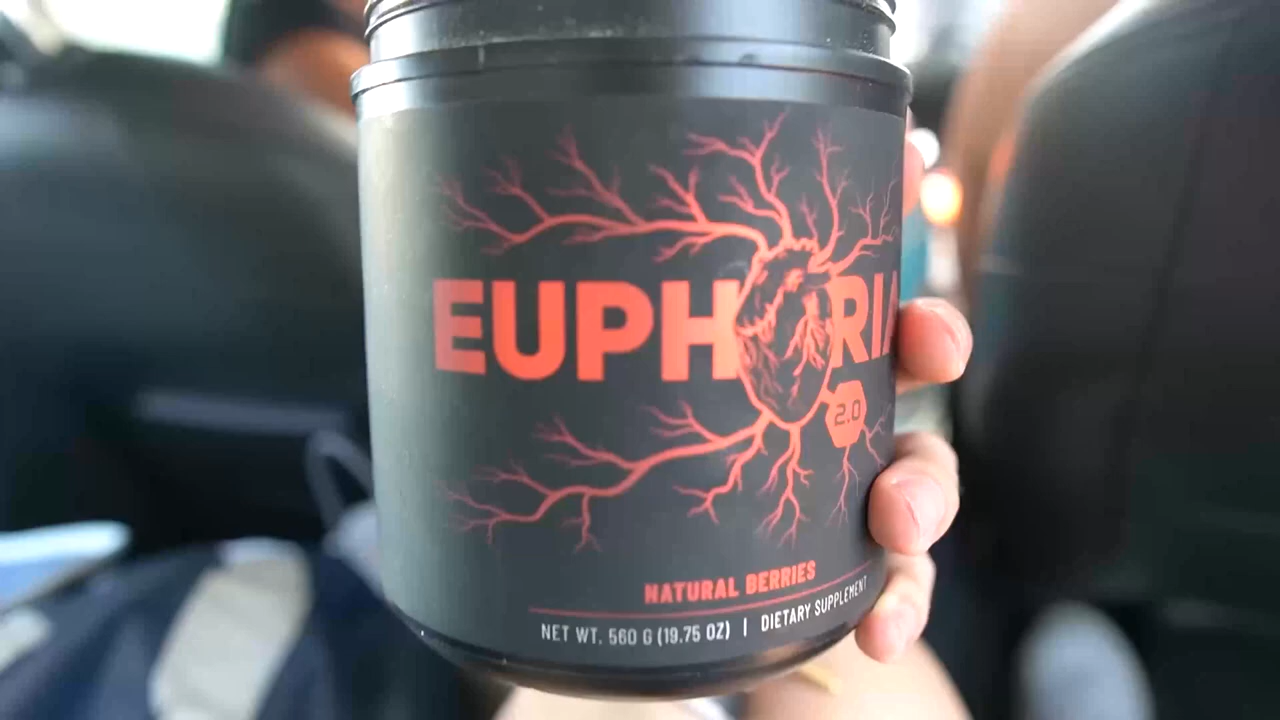 EUPHORIA
2.0
NATURAL BERRIES
NET WT. 560 G (19.75 OZ) | DIETARY SUPPLEMENT